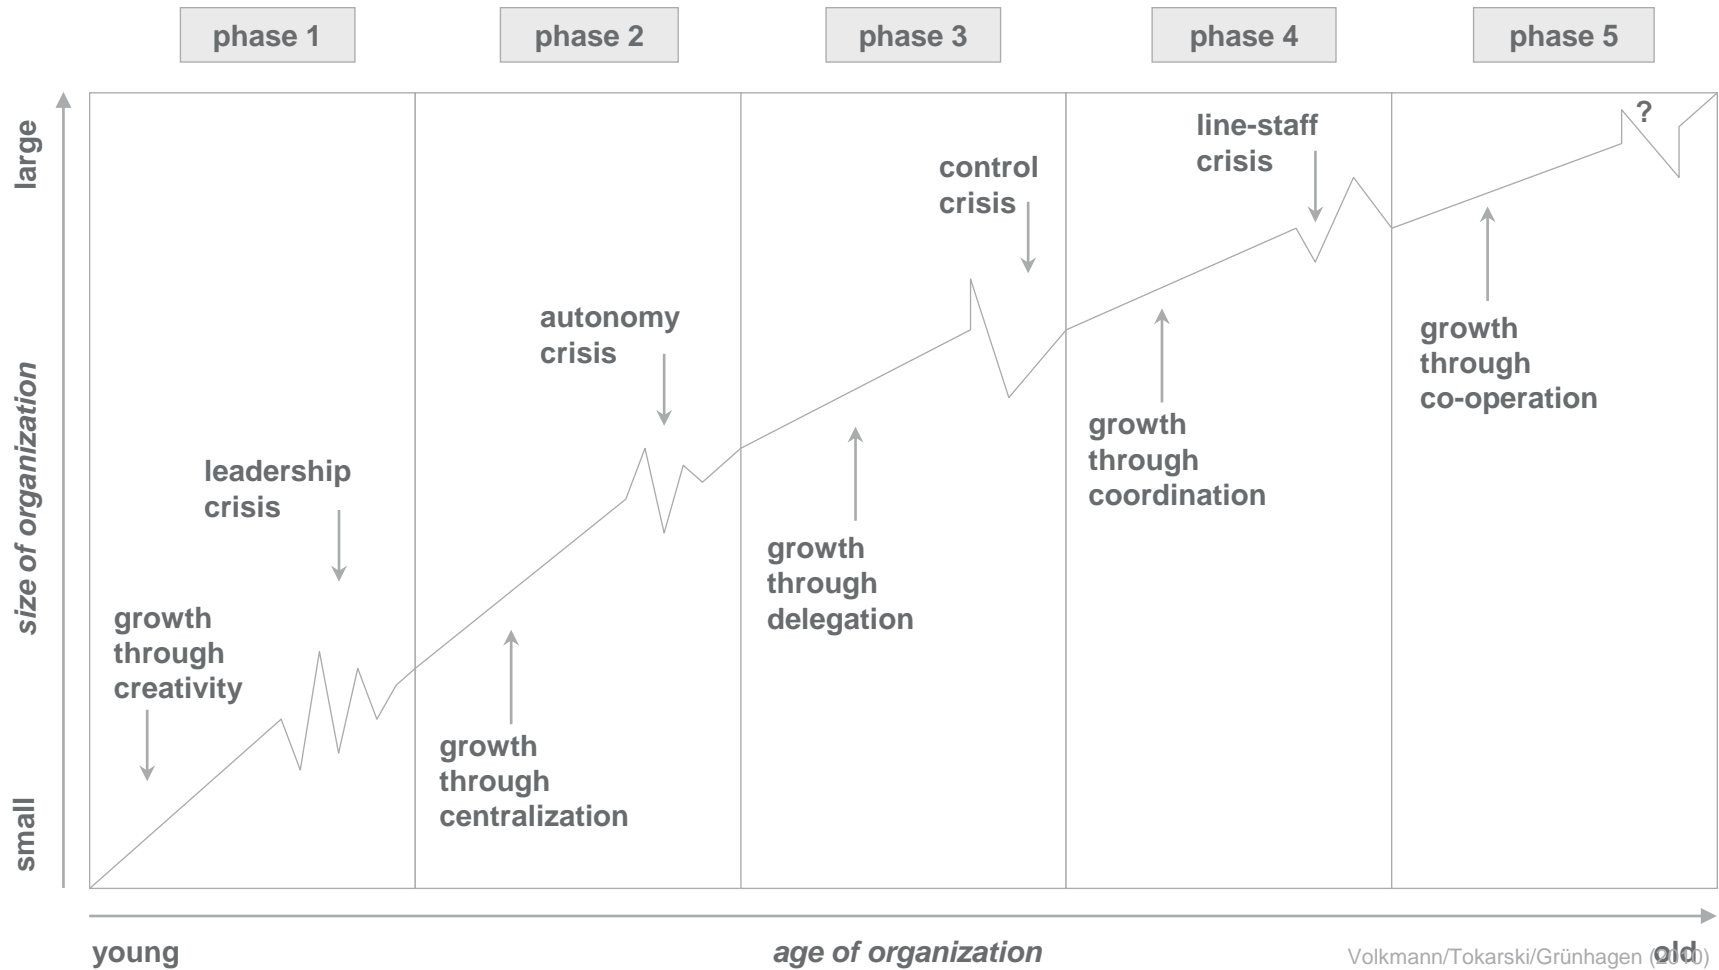 phase 1
phase 2
phase 3
phase 4
phase 5
large
size of organization
small
growth
through
creativity
leadership
crisis
growth
through
centralization
autonomy
crisis
growth
through
delegation
control
crisis
growth
through
coordination
line-staff
crisis
growth
through
co-operation
?
young
age of organization
old
Volkmann/Tokarski/Grünhagen (2010)